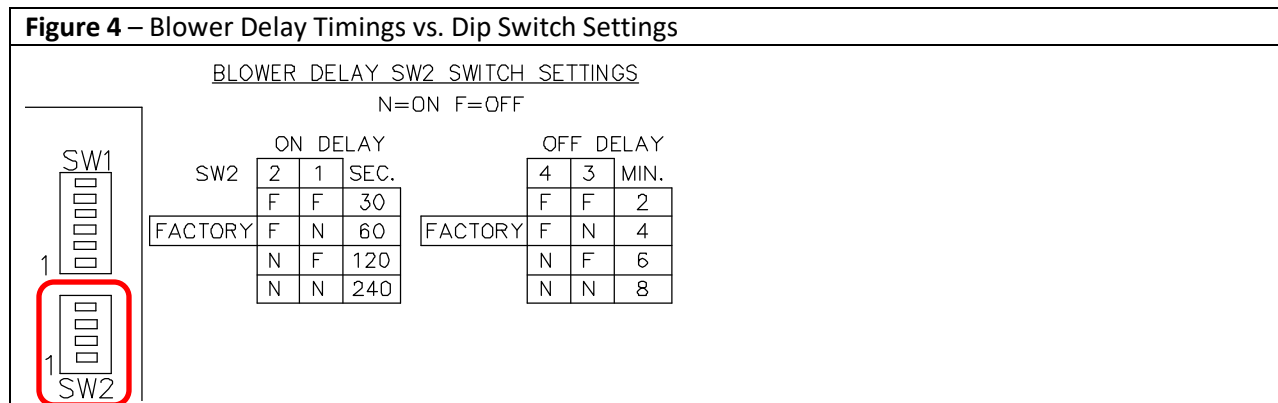 Figure 4 – Blower Delay Timings vs. Dip Switch Settings
BLOWER DELAY SW2 SWITCH SETTINGS
N=ON F=OFF
SW1
1
1
SW2
ON DELAY
SW2 2 1 SEC.
F F 30
FACTORY F N 60
N F 120
N N 240
OFF DELAY
4 3 MIN.
F F 2
FACTORY F N 4
N F 6
N N 8